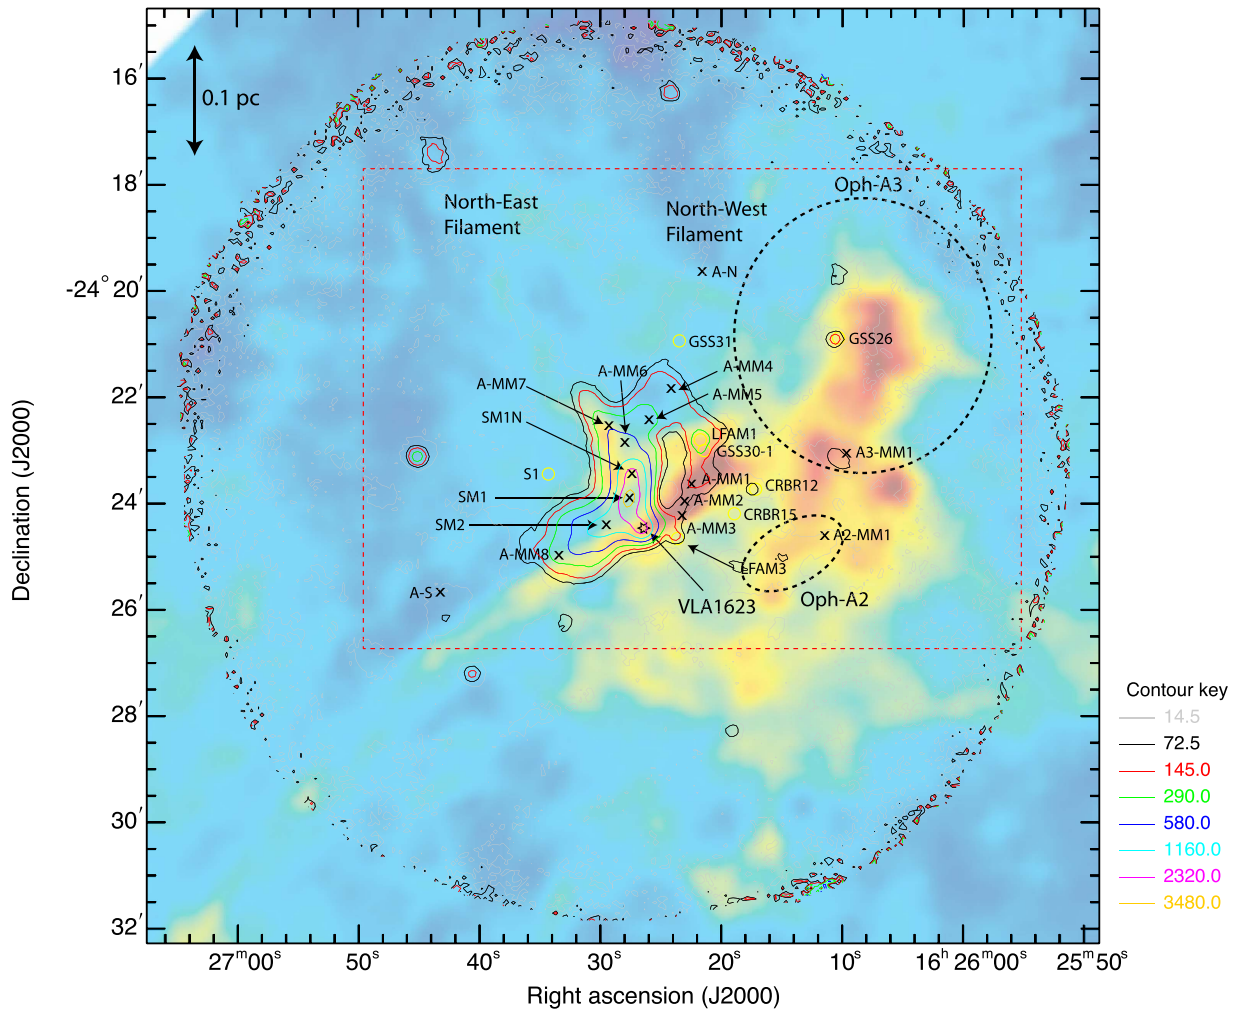 16′
0.1 pc
18′
Oph-A3
North-East
Filament
North-West
Filament
A-N
-24° 20′
GSS31
GSS26
A-MM6
A-MM4
A-MM7
A-MM5
22′
SM1N
LFAM1
GSS30-1
A3-MM1
S1
A-MM1
CRBR12
SM1
A-MM2
24′
CRBR15
SM2
A-MM3
A2-MM1
A-MM8
LFAM3
A-S
VLA1623
Oph-A2
26′
28′
30′
32′
Declination (J2000)
27ᵐ00ˢ
50ˢ
40ˢ
30ˢ
20ˢ
10ˢ
16ʰ 26ᵐ00ˢ
25ᵐ50ˢ
Right ascension (J2000)
Contour key
14.5
72.5
145.0
290.0
580.0
1160.0
2320.0
3480.0